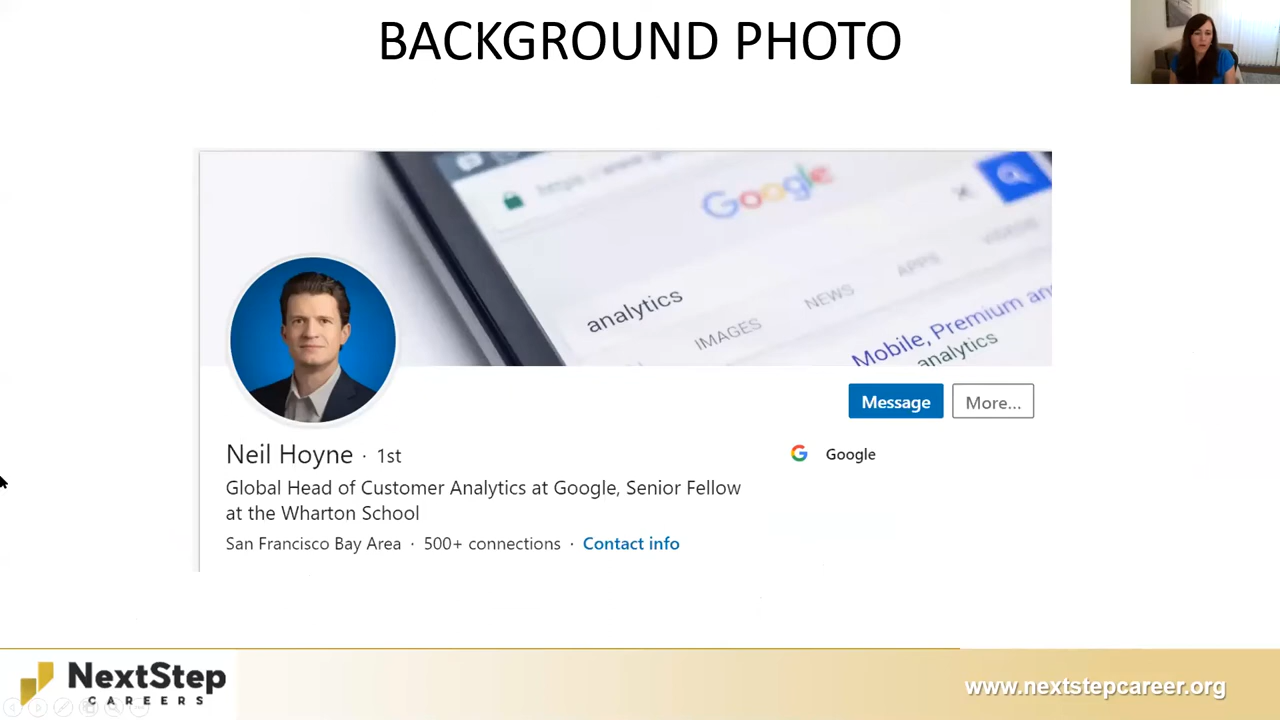 BACKGROUND PHOTO
Google
analytics
IMAGES
NEWS
APPS
VIDEOS
Mobile, Premium an
analytics
Message
More...
Neil Hoyne · 1st
Google
Global Head of Customer Analytics at Google, Senior Fellow
at the Wharton School
San Francisco Bay Area · 500+ connections · Contact info
NextStep
CAREERS
www.nextstepcareer.org